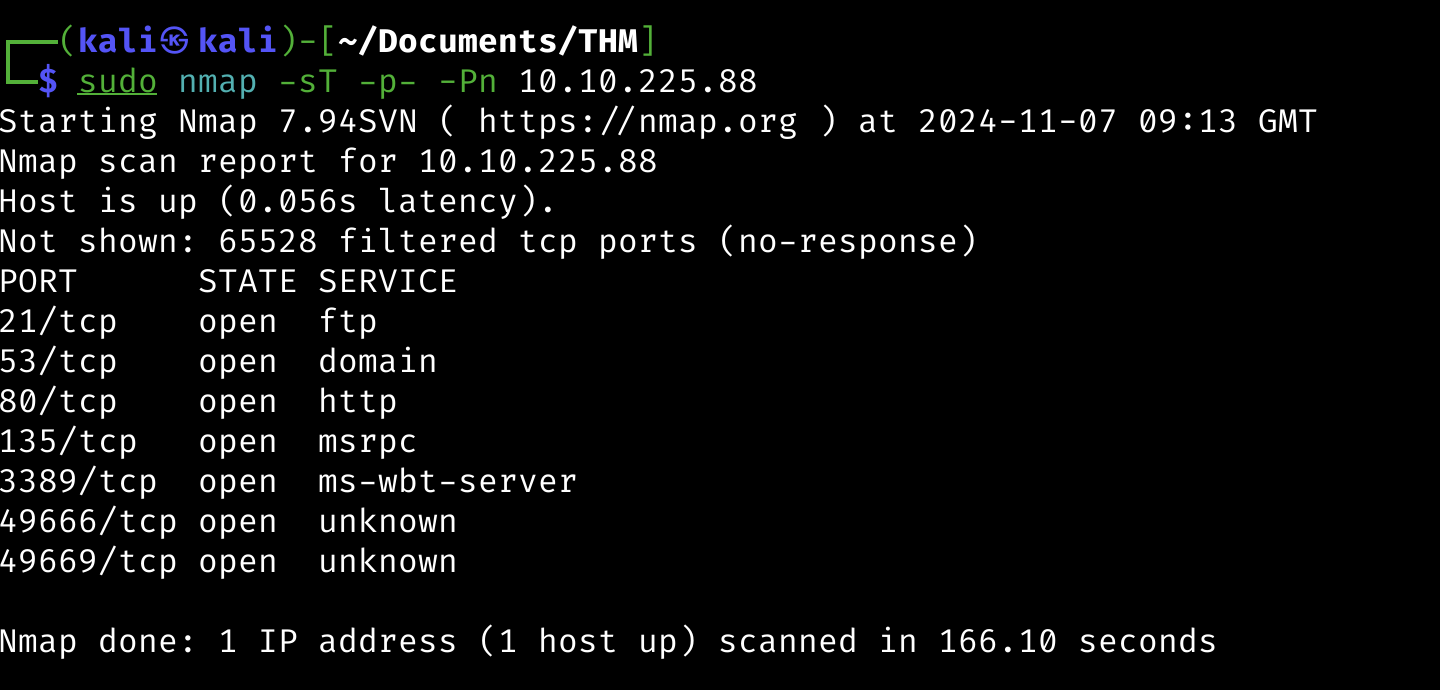 ┌──(kali㉿kali)-[~/Documents/THM]
└─$ sudo nmap -sT -p- -Pn 10.10.225.88
Starting Nmap 7.94SVN ( https://nmap.org ) at 2024-11-07 09:13 GMT
Nmap scan report for 10.10.225.88
Host is up (0.056s latency).
Not shown: 65528 filtered tcp ports (no-response)
PORT      STATE SERVICE
21/tcp    open  ftp
53/tcp    open  domain
80/tcp    open  http
135/tcp   open  msrpc
3389/tcp  open  ms-wbt-server
49666/tcp open  unknown
49669/tcp open  unknown
Nmap done: 1 IP address (1 host up) scanned in 166.10 seconds